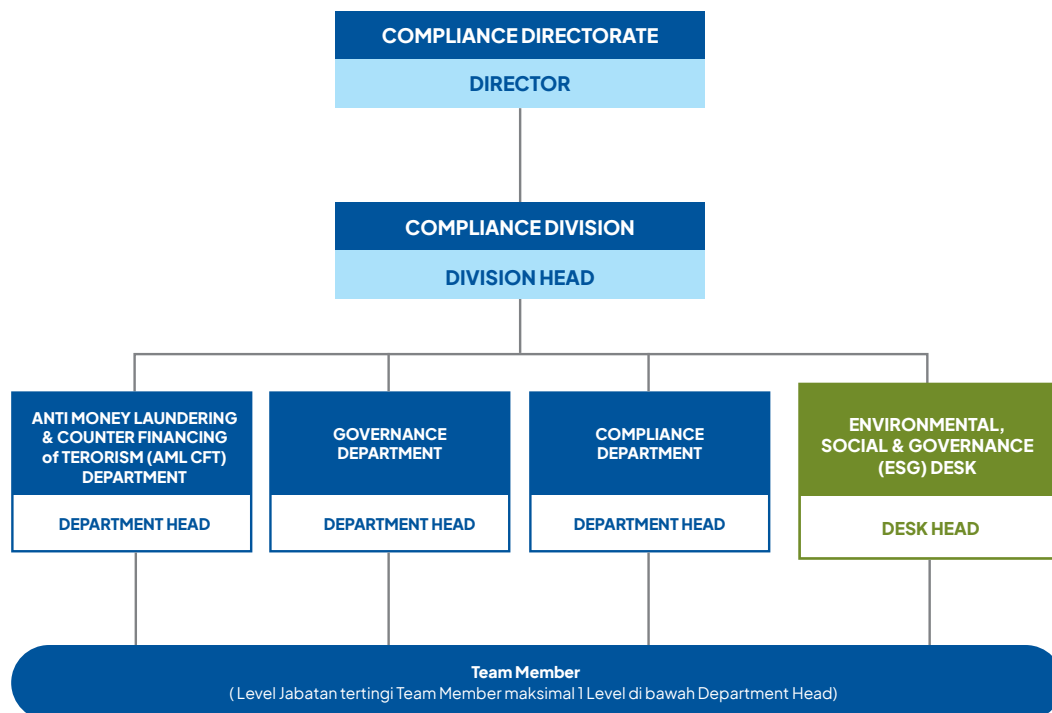 COMPLIANCE DIRECTORATE
DIRECTOR
COMPLIANCE DIVISION
DIVISION HEAD
ANTI MONEY LAUNDERING
& COUNTER FINANCING
of TERORISM (AML CFT)
DEPARTMENT
DEPARTMENT HEAD
GOVERNANCE
DEPARTMENT
DEPARTMENT HEAD
COMPLIANCE
DEPARTMENT
DEPARTMENT HEAD
ENVIRONMENTAL,
SOCIAL & GOVERNANCE
(ESG) DESK
DESK HEAD
Team Member
( Level Jabatan tertingi Team Member maksimal 1 Level di bawah Department Head)